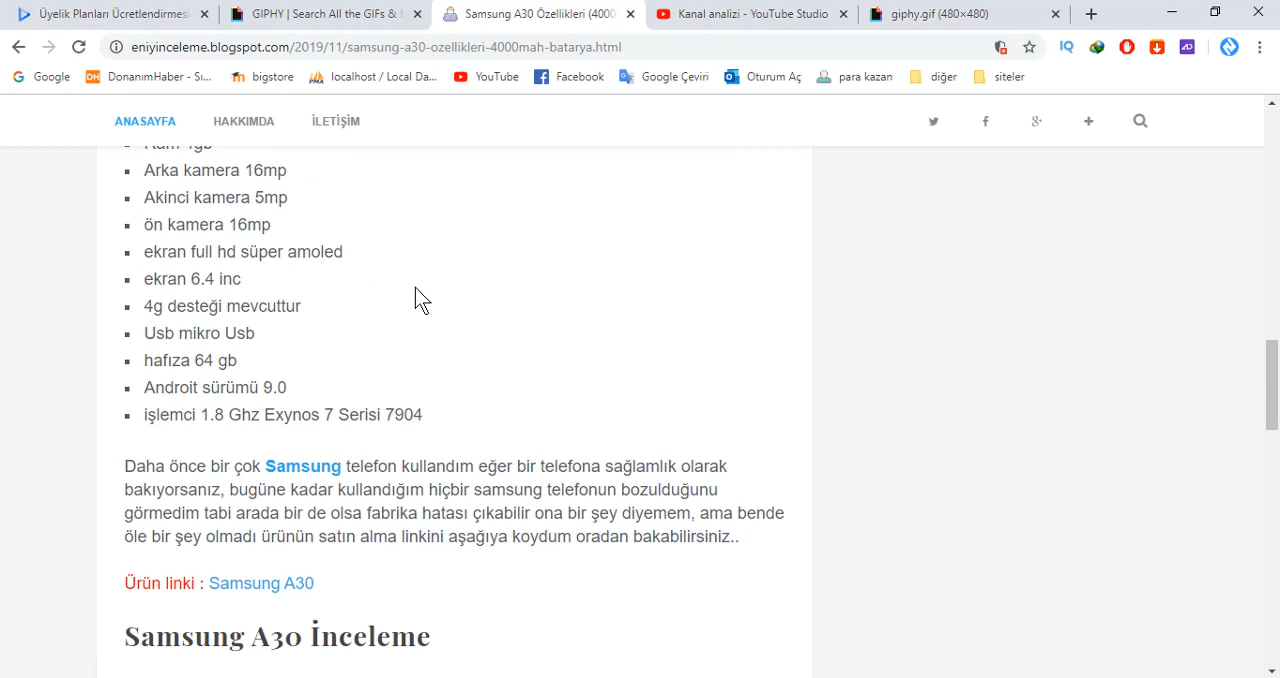 Üyelik Planları Ücretlendirmesi
GIPHY | Search All the GIFs & M
Samsung A30 Özellikleri (4000
Kanal analizi - YouTube Studio
giphy.gif (480×480)
eniyinceleme.blogspot.com/2019/11/samsung-a30-ozellikleri-4000mah-batarya.html
Google
DonanımHaber - Si...
bigstore
localhost / Local Da...
YouTube
Facebook
Google Çeviri
Oturum Aç
para kazan
diğer
siteler
ANASAYFA
HAKKIMDA
İLETİŞİM
Ram 4gb
Arka kamera 16mp
Akinci kamera 5mp
ön kamera 16mp
ekran full hd süper amoled
ekran 6.4 inc
4g desteği mevcuttur
Usb mikro Usb
hafıza 64 gb
Androit sürümü 9.0
işlemci 1.8 Ghz Exynos 7 Serisi 7904
Daha önce bir çok Samsung telefon kullandım eğer bir telefona sağlamlık olarak
bakıyorsanız, bugüne kadar kullandığım hiçbir samsung telefonun bozulduğunu
görmedim tabi arada bir de olsa fabrika hatası çıkabilir ona bir şey diyemem, ama bende
öle bir şey olmadı ürünün satın alma linkini aşağıya koydum oradan bakabilirsiniz..
Ürün linki : Samsung A30
Samsung A30 İnceleme